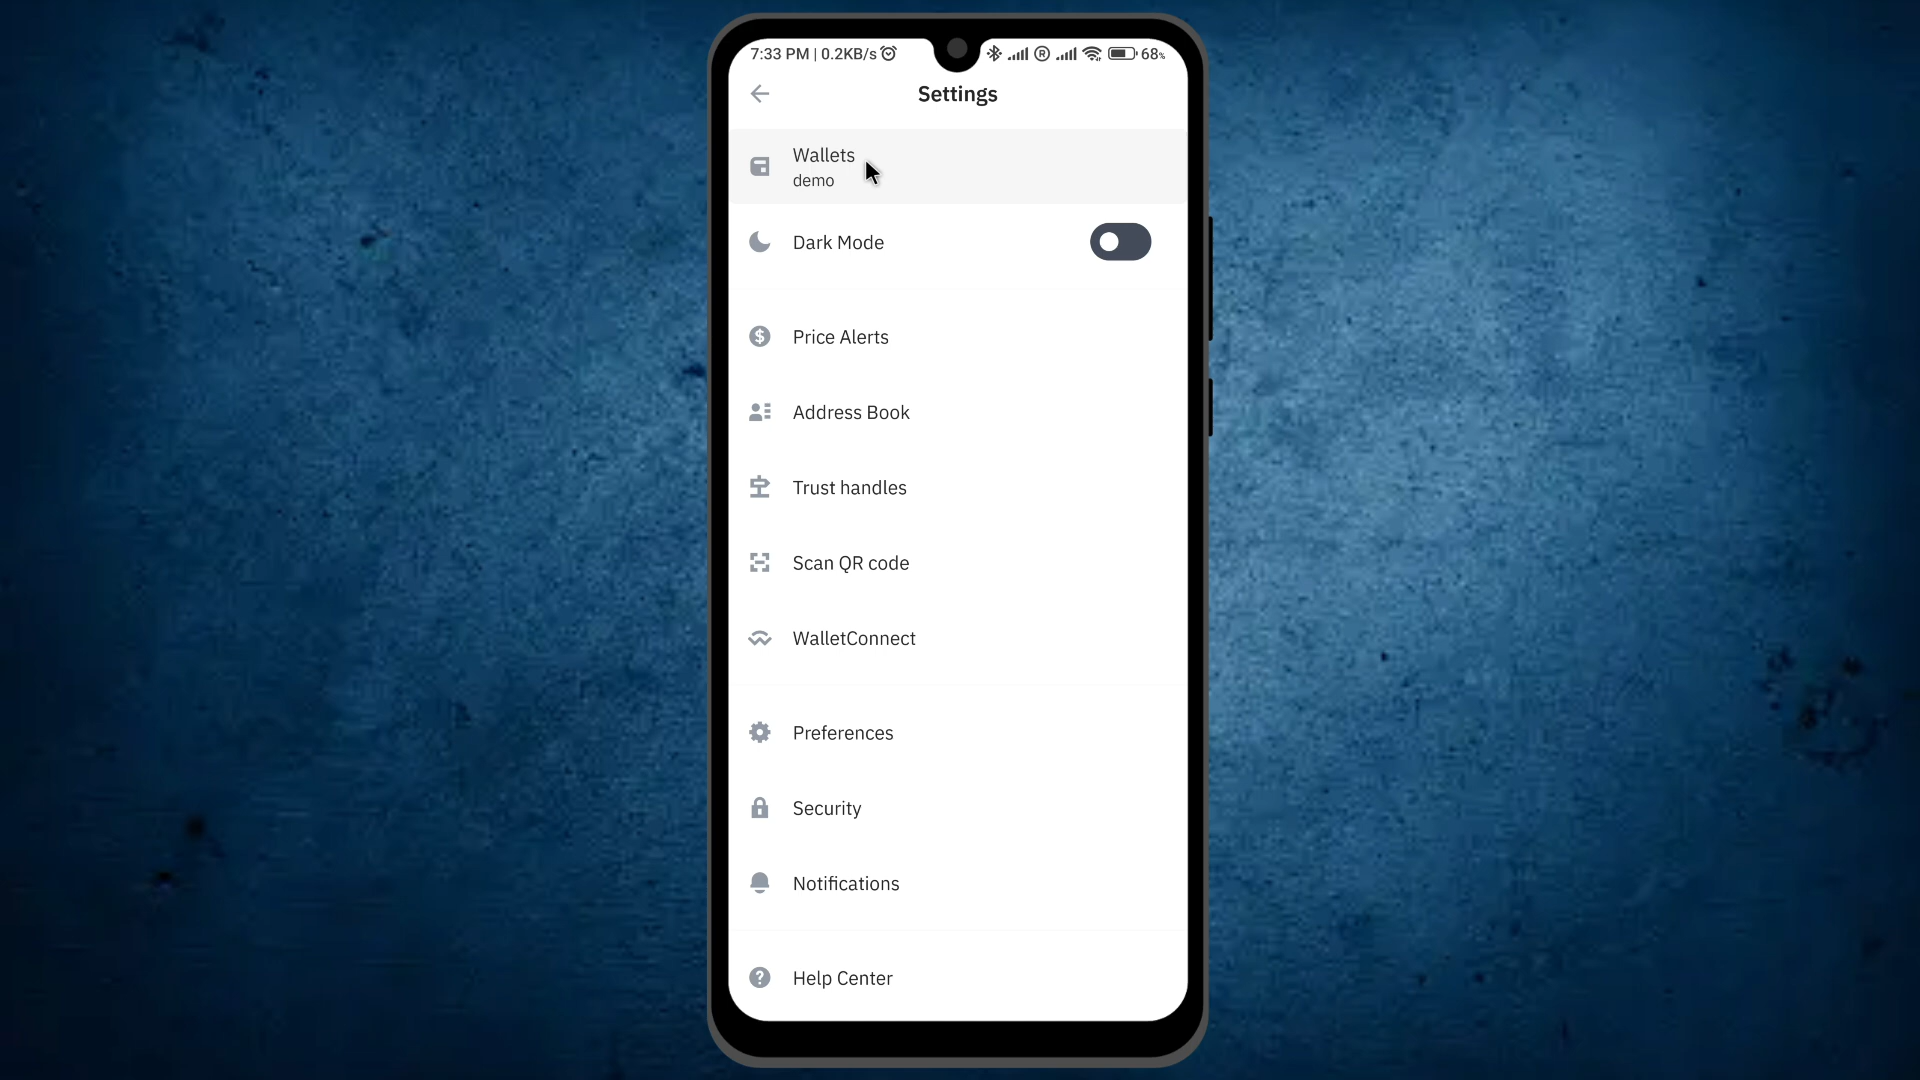 7:33 PM | 0.2KB/s
68%
Settings
Wallets
demo
Dark Mode
Price Alerts
Address Book
Trust handles
Scan QR code
WalletConnect
Preferences
Security
Notifications
Help Center